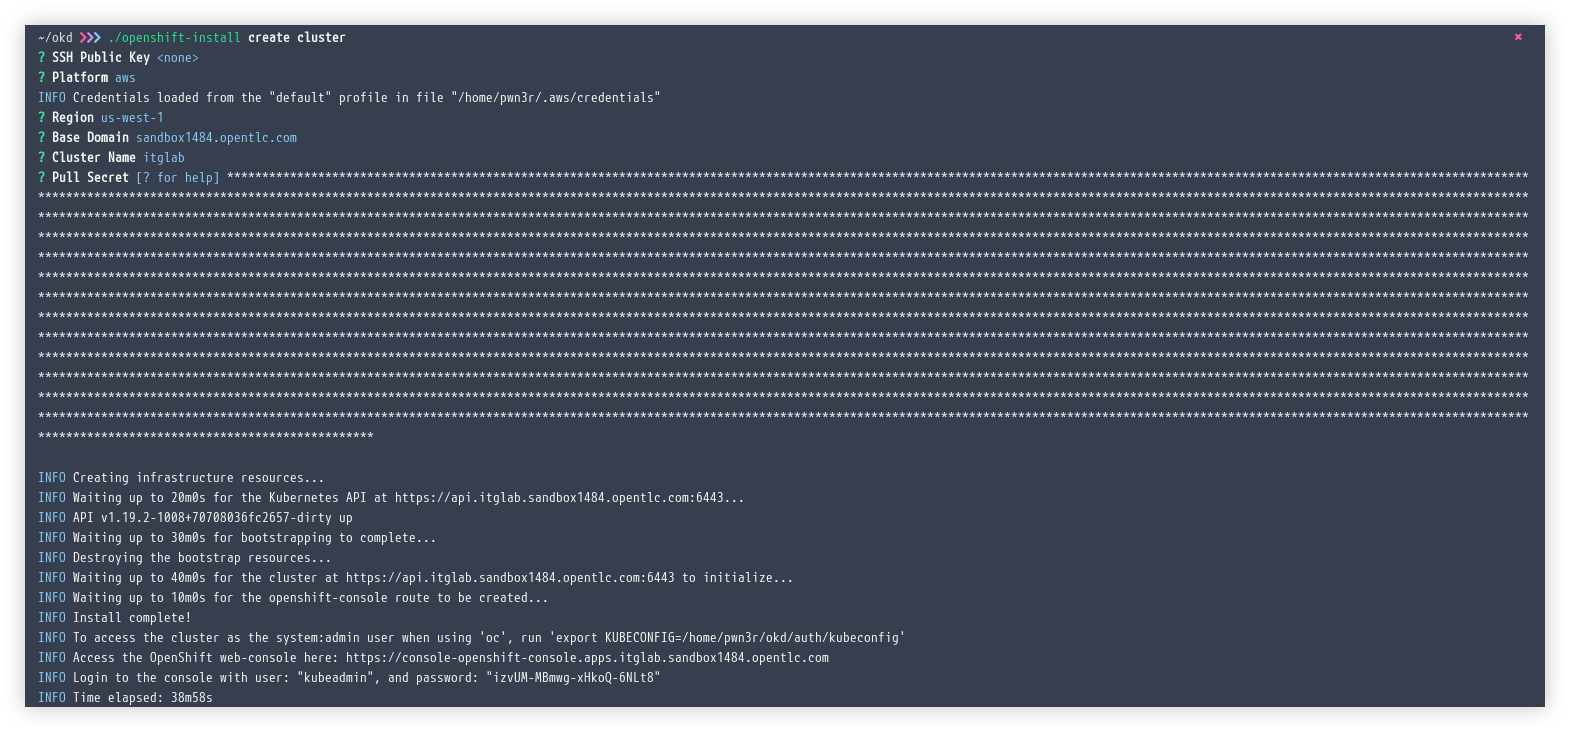 ~/okd ❯❯❯ ./openshift-install create cluster ✖
? SSH Public Key <none>
? Platform aws
INFO Credentials loaded from the "default" profile in file "/home/pwn3r/.aws/credentials"
? Region us-west-1
? Base Domain sandbox1484.opentlc.com
? Cluster Name itglab
? Pull Secret [? for help] ******************************************************************************************************************************************************************************************
*********************************************************************************************************************************************************************************************************************
*********************************************************************************************************************************************************************************************************************
*********************************************************************************************************************************************************************************************************************
*********************************************************************************************************************************************************************************************************************
*********************************************************************************************************************************************************************************************************************
*********************************************************************************************************************************************************************************************************************
*********************************************************************************************************************************************************************************************************************
*********************************************************************************************************************************************************************************************************************
*********************************************************************************************************************************************************************************************************************
*********************************************************************************************************************************************************************************************************************
*********************************************************************************************************************************************************************************************************************
*********************************************************************************************************************************************************************************************************************
************************************************
INFO Creating infrastructure resources...
INFO Waiting up to 20m0s for the Kubernetes API at https://api.itglab.sandbox1484.opentlc.com:6443...
INFO API v1.19.2-1008+70708036fc2657-dirty up
INFO Waiting up to 30m0s for bootstrapping to complete...
INFO Destroying the bootstrap resources...
INFO Waiting up to 40m0s for the cluster at https://api.itglab.sandbox1484.opentlc.com:6443 to initialize...
INFO Waiting up to 10m0s for the openshift-console route to be created...
INFO Install complete!
INFO To access the cluster as the system:admin user when using 'oc', run 'export KUBECONFIG=/home/pwn3r/okd/auth/kubeconfig'
INFO Access the OpenShift web-console here: https://console-openshift-console.apps.itglab.sandbox1484.opentlc.com
INFO Login to the console with user: "kubeadmin", and password: "izvUM-MBmwg-xHkoQ-6NLt8"
INFO Time elapsed: 38m58s